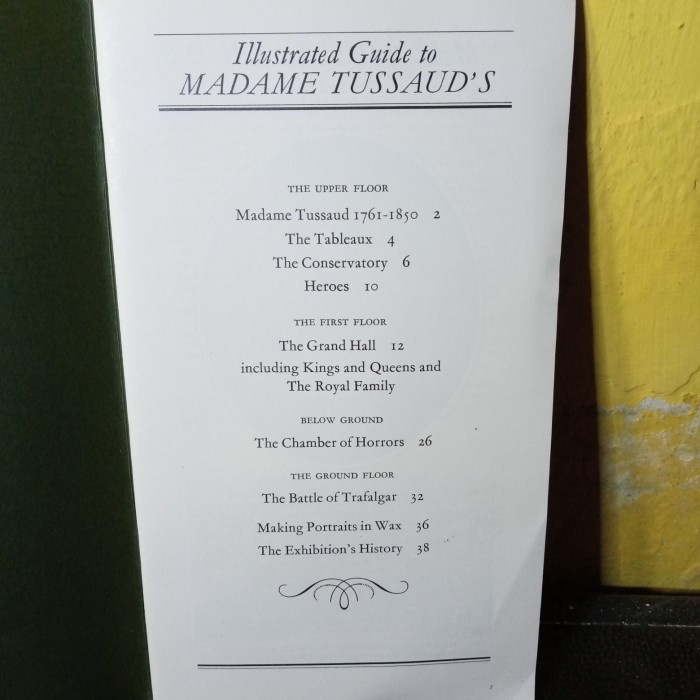 Illustrated Guide to
MADAME TUSSAUD'S
THE UPPER FLOOR
Madame Tussaud 1761-1850 2
The Tableaux 4
The Conservatory 6
Heroes 10
THE FIRST FLOOR
The Grand Hall 12
including Kings and Queens and
The Royal Family
BELOW GROUND
The Chamber of Horrors 26
THE GROUND FLOOR
The Battle of Trafalgar 32
Making Portraits in Wax 36
The Exhibition's History 38